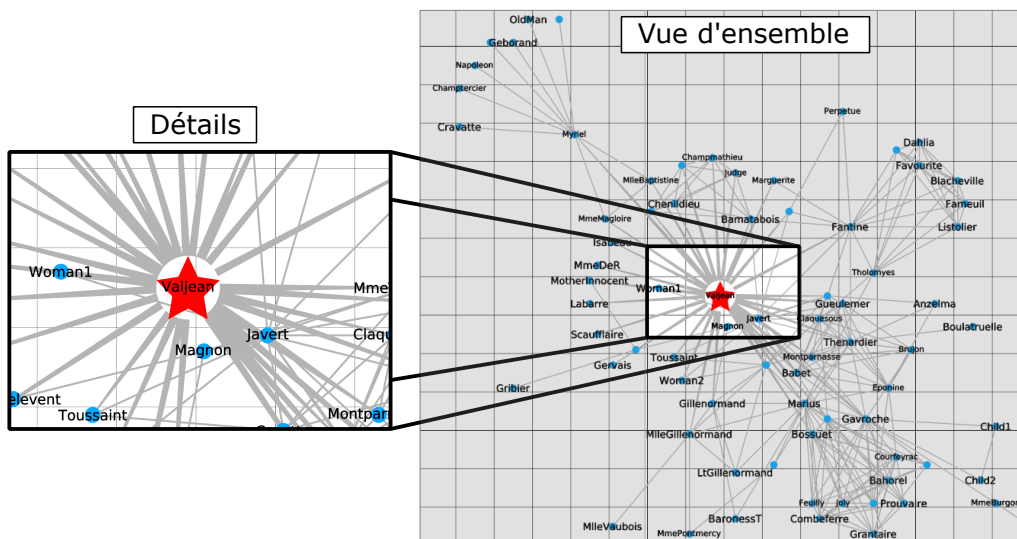 Détails
Woman1
Valjean
Mme
Javert
Claqu
Magnon
elevent
Toussaint
Montpar
Vue d'ensemble
OldMan
Geborand
Napoleon
Champtercier
Cravatte
Myriel
Perpetue
Dahlia
Champmathieu
Favourite
Judge
MlleBaptistine
Marguerite
Blacheville
Chenildieu
Fameuil
MmeMagloire
Bamatabois
Fantine
Listolier
Isabeau
MmeDeR
Tholomyes
MotherInnocent
Woman1
Valjean
Labarre
Gueulemer
Anzelma
Javert
Claquesous
Magnon
Boulatruelle
Scaufflaire
Thenardier
Brujon
Toussaint
Montparnasse
Gervais
Babet
Woman2
Gribier
Eponine
Gillenormand
Marius
Gavroche
Child1
MlleGillenormand
Bossuet
Courfeyrac
LtGillenormand
Bahorel
Child2
Feuilly
Joly
Prouvaire
MmeBurgon
BaronessT
Combeferre
MlleVaubois
MmePontmercy
Grantaire